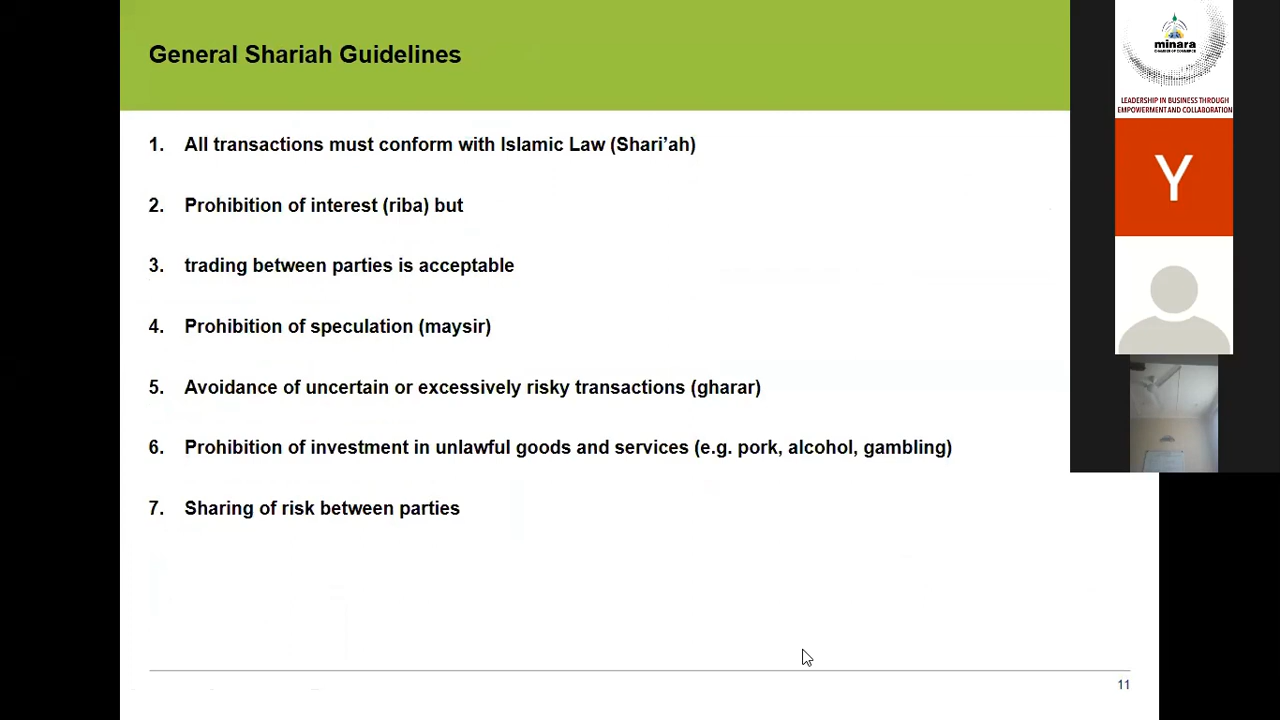 General Shariah Guidelines
1. All transactions must conform with Islamic Law (Shari’ah)
2. Prohibition of interest (riba) but
3. trading between parties is acceptable
4. Prohibition of speculation (maysir)
5. Avoidance of uncertain or excessively risky transactions (gharar)
6. Prohibition of investment in unlawful goods and services (e.g. pork, alcohol, gambling)
7. Sharing of risk between parties
11
minara
CHAMBER OF COMMERCE
LEADERSHIP IN BUSINESS THROUGH
EMPOWERMENT AND COLLABORATION
Y